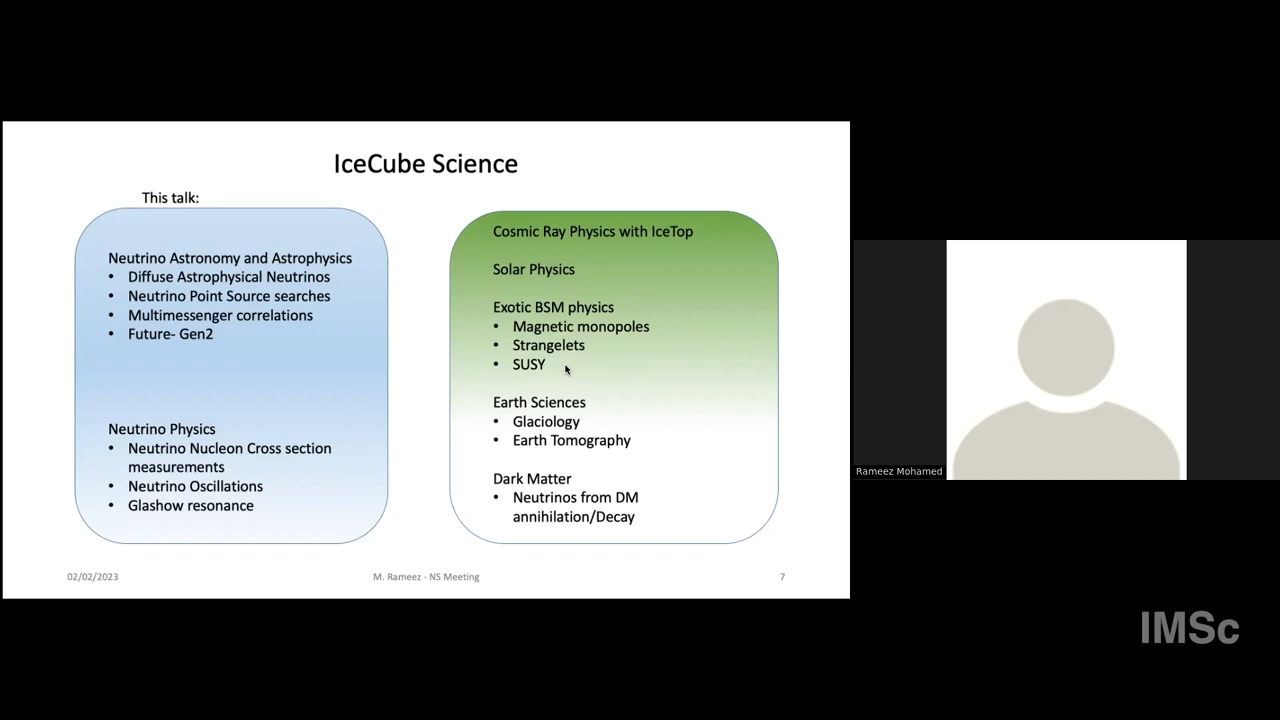 IceCube Science
This talk:
Neutrino Astronomy and Astrophysics
• Diffuse Astrophysical Neutrinos
• Neutrino Point Source searches
• Multimessenger correlations
• Future- Gen2
Neutrino Physics
• Neutrino Nucleon Cross section
measurements
• Neutrino Oscillations
• Glashow resonance
Cosmic Ray Physics with IceTop
Solar Physics
Exotic BSM physics
• Magnetic monopoles
• Strangelets
• SUSY
Earth Sciences
• Glaciology
• Earth Tomography
Dark Matter
• Neutrinos from DM
annihilation/Decay
02/02/2023
M. Rameez - NS Meeting
7
Rameez Mohamed
IMSc